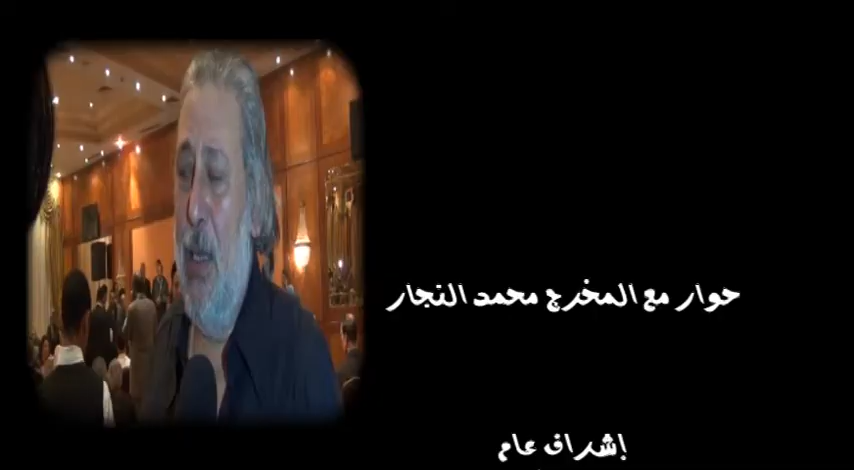 حوار مع المخرج محمد النجار
إشراف عام